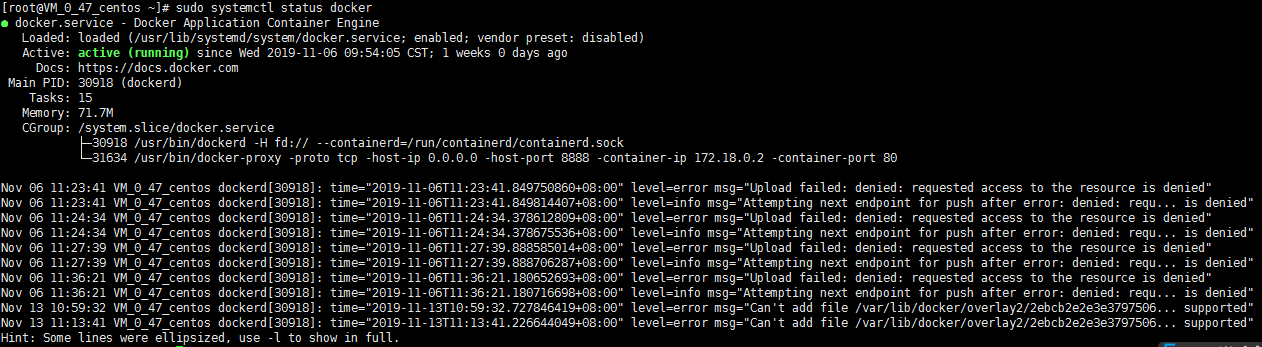 [root@VM_0_47_centos ~]# sudo systemctl status docker
● docker.service - Docker Application Container Engine
   Loaded: loaded (/usr/lib/systemd/system/docker.service; enabled; vendor preset: disabled)
   Active: active (running) since Wed 2019-11-06 09:54:05 CST; 1 weeks 0 days ago
     Docs: https://docs.docker.com
 Main PID: 30918 (dockerd)
    Tasks: 15
   Memory: 71.7M
   CGroup: /system.slice/docker.service
           ├─30918 /usr/bin/dockerd -H fd:// --containerd=/run/containerd/containerd.sock
           └─31634 /usr/bin/docker-proxy -proto tcp -host-ip 0.0.0.0 -host-port 8888 -container-ip 172.18.0.2 -container-port 80

Nov 06 11:23:41 VM_0_47_centos dockerd[30918]: time="2019-11-06T11:23:41.849750860+08:00" level=error msg="Upload failed: denied: requested access to the resource is denied"
Nov 06 11:23:41 VM_0_47_centos dockerd[30918]: time="2019-11-06T11:23:41.849814407+08:00" level=info msg="Attempting next endpoint for push after error: denied: requ... is denied"
Nov 06 11:24:34 VM_0_47_centos dockerd[30918]: time="2019-11-06T11:24:34.378612809+08:00" level=error msg="Upload failed: denied: requested access to the resource is denied"
Nov 06 11:24:34 VM_0_47_centos dockerd[30918]: time="2019-11-06T11:24:34.378675536+08:00" level=info msg="Attempting next endpoint for push after error: denied: requ... is denied"
Nov 06 11:27:39 VM_0_47_centos dockerd[30918]: time="2019-11-06T11:27:39.888585014+08:00" level=error msg="Upload failed: denied: requested access to the resource is denied"
Nov 06 11:27:39 VM_0_47_centos dockerd[30918]: time="2019-11-06T11:27:39.888706287+08:00" level=info msg="Attempting next endpoint for push after error: denied: requ... is denied"
Nov 06 11:36:21 VM_0_47_centos dockerd[30918]: time="2019-11-06T11:36:21.180652693+08:00" level=error msg="Upload failed: denied: requested access to the resource is denied"
Nov 06 11:36:21 VM_0_47_centos dockerd[30918]: time="2019-11-06T11:36:21.180716698+08:00" level=info msg="Attempting next endpoint for push after error: denied: requ... is denied"
Nov 13 10:59:32 VM_0_47_centos dockerd[30918]: time="2019-11-13T10:59:32.727846419+08:00" level=error msg="Can't add file /var/lib/docker/overlay2/2ebcb2e2e3e3797506... supported"
Nov 13 11:13:41 VM_0_47_centos dockerd[30918]: time="2019-11-13T11:13:41.226644049+08:00" level=error msg="Can't add file /var/lib/docker/overlay2/2ebcb2e2e3e3797506... supported"
Hint: Some lines were ellipsized, use -l to show in full.